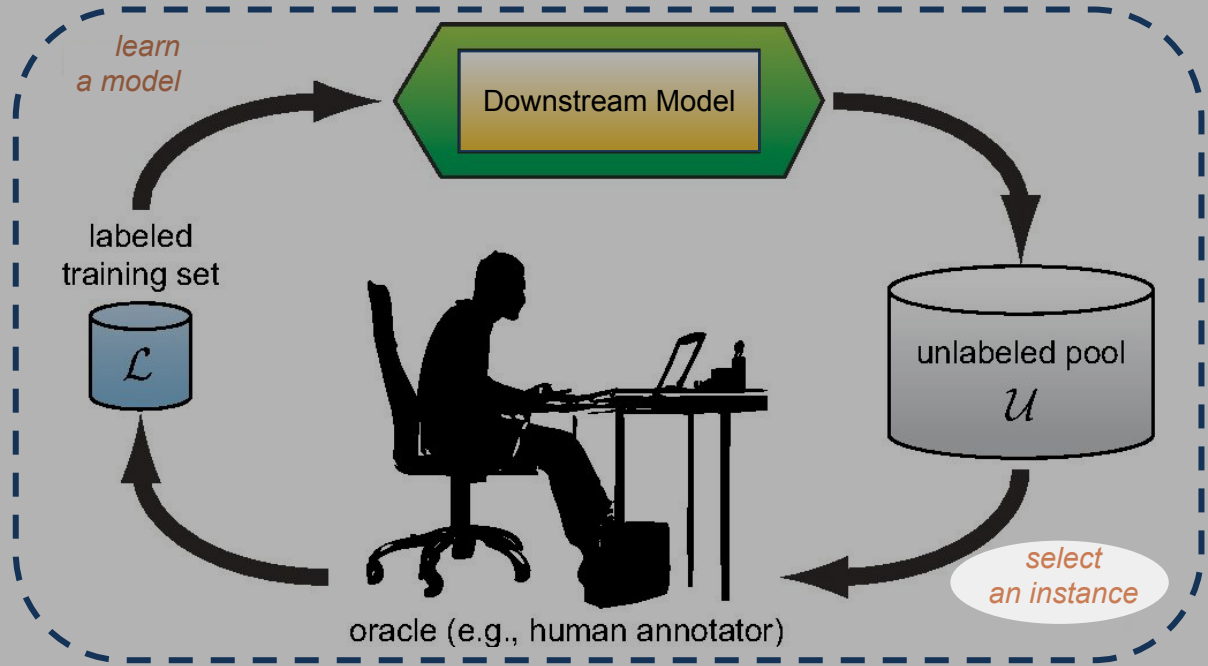 learn
a model
Downstream Model
labeled
training set
ℒ
unlabeled pool
𝒰
select
an instance
oracle (e.g., human annotator)